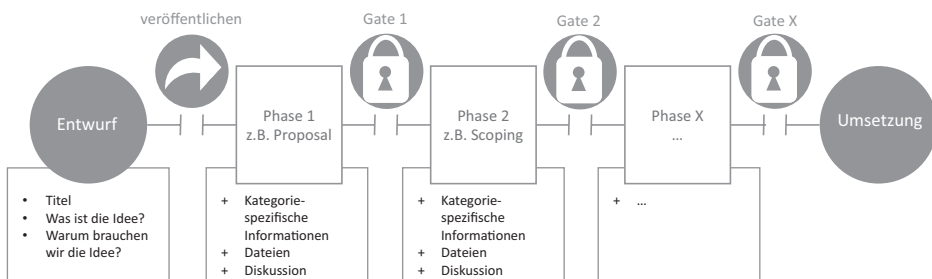 veröffentlichen
Gate 1
Gate 2
Gate X
Entwurf
Phase 1
z.B. Proposal
Phase 2
z.B. Scoping
Phase X
...
Umsetzung
• Titel
• Was ist die Idee?
• Warum brauchen
wir die Idee?
+ Kategorie-
spezifische
Informationen
+ Dateien
+ Diskussion
+ Kategorie-
spezifische
Informationen
+ Dateien
+ Diskussion
+ ...